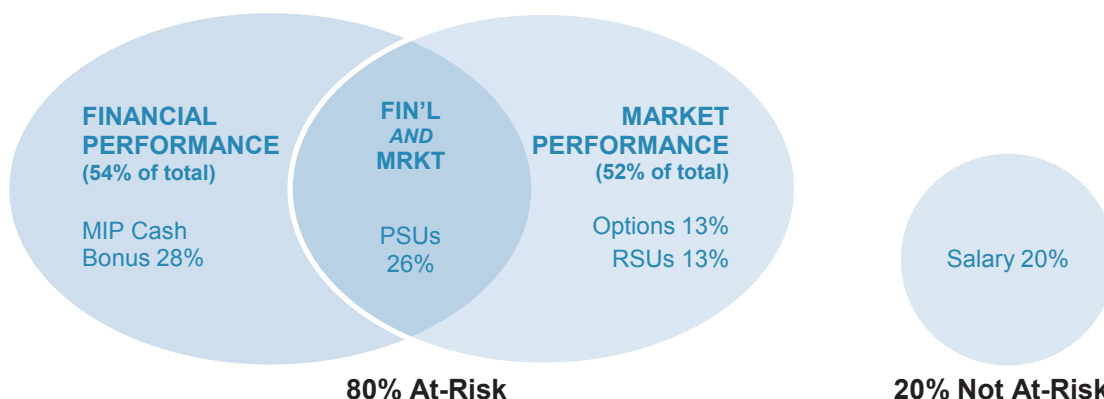 FINANCIAL
PERFORMANCE
(54% of total)
MIP Cash
Bonus 28%
FIN’L
AND
MRKT
PSUs
26%
MARKET
PERFORMANCE
(52% of total)
Options 13%
RSUs 13%
Salary 20%
80% At-Risk
20% Not At-Risk